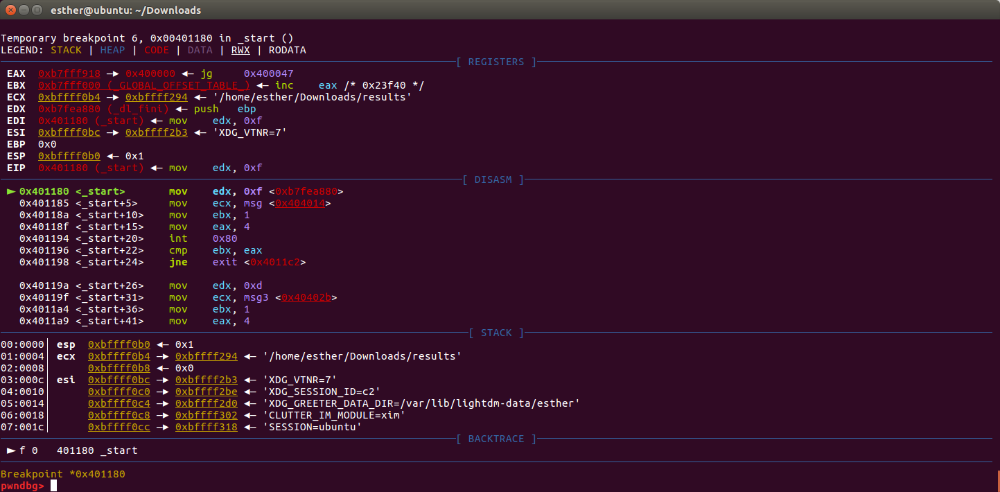 esther@ubuntu: ~/Downloads
Temporary breakpoint 6, 0x00401180 in _start ()
LEGEND: STACK | HEAP | CODE | DATA | RWX | RODATA
[ REGISTERS ]
EAX  0xb7fff918 —► 0x400000 ◄— jg     0x400047
EBX  0xb7fff000 (_GLOBAL_OFFSET_TABLE_) ◄— inc    eax /* 0x23f40 */
ECX  0xbffff0b4 —► 0xbffff294 ◄— '/home/esther/Downloads/results'
EDX  0xb7fea880 (_dl_fini) ◄— push   ebp
EDI  0x401180 (_start) ◄— mov    edx, 0xf
ESI  0xbffff0bc —► 0xbffff2b3 ◄— 'XDG_VTNR=7'
EBP  0x0
ESP  0xbffff0b0 ◄— 0x1
EIP  0x401180 (_start) ◄— mov    edx, 0xf
[ DISASM ]
► 0x401180 <_start>       mov    edx, 0xf <0xb7fea880>
0x401185 <_start+5>     mov    ecx, msg <0x404014>
0x40118a <_start+10>    mov    ebx, 1
0x40118f <_start+15>    mov    eax, 4
0x401194 <_start+20>    int    0x80
0x401196 <_start+22>    cmp    ebx, eax
0x401198 <_start+24>    jne    exit <0x4011c2>
0x40119a <_start+26>    mov    edx, 0xd
0x40119f <_start+31>    mov    ecx, msg3 <0x40402b>
0x4011a4 <_start+36>    mov    ebx, 1
0x4011a9 <_start+41>    mov    eax, 4
[ STACK ]
00:0000│ esp  0xbffff0b0 ◄— 0x1
01:0004│ ecx  0xbffff0b4 —► 0xbffff294 ◄— '/home/esther/Downloads/results'
02:0008│      0xbffff0b8 ◄— 0x0
03:000c│ esi  0xbffff0bc —► 0xbffff2b3 ◄— 'XDG_VTNR=7'
04:0010│      0xbffff0c0 —► 0xbffff2be ◄— 'XDG_SESSION_ID=c2'
05:0014│      0xbffff0c4 —► 0xbffff2d0 ◄— 'XDG_GREETER_DATA_DIR=/var/lib/lightdm-data/esther'
06:0018│      0xbffff0c8 —► 0xbffff302 ◄— 'CLUTTER_IM_MODULE=xim'
07:001c│      0xbffff0cc —► 0xbffff318 ◄— 'SESSION=ubuntu'
[ BACKTRACE ]
► f 0   401180 _start
Breakpoint *0x401180
pwndbg>